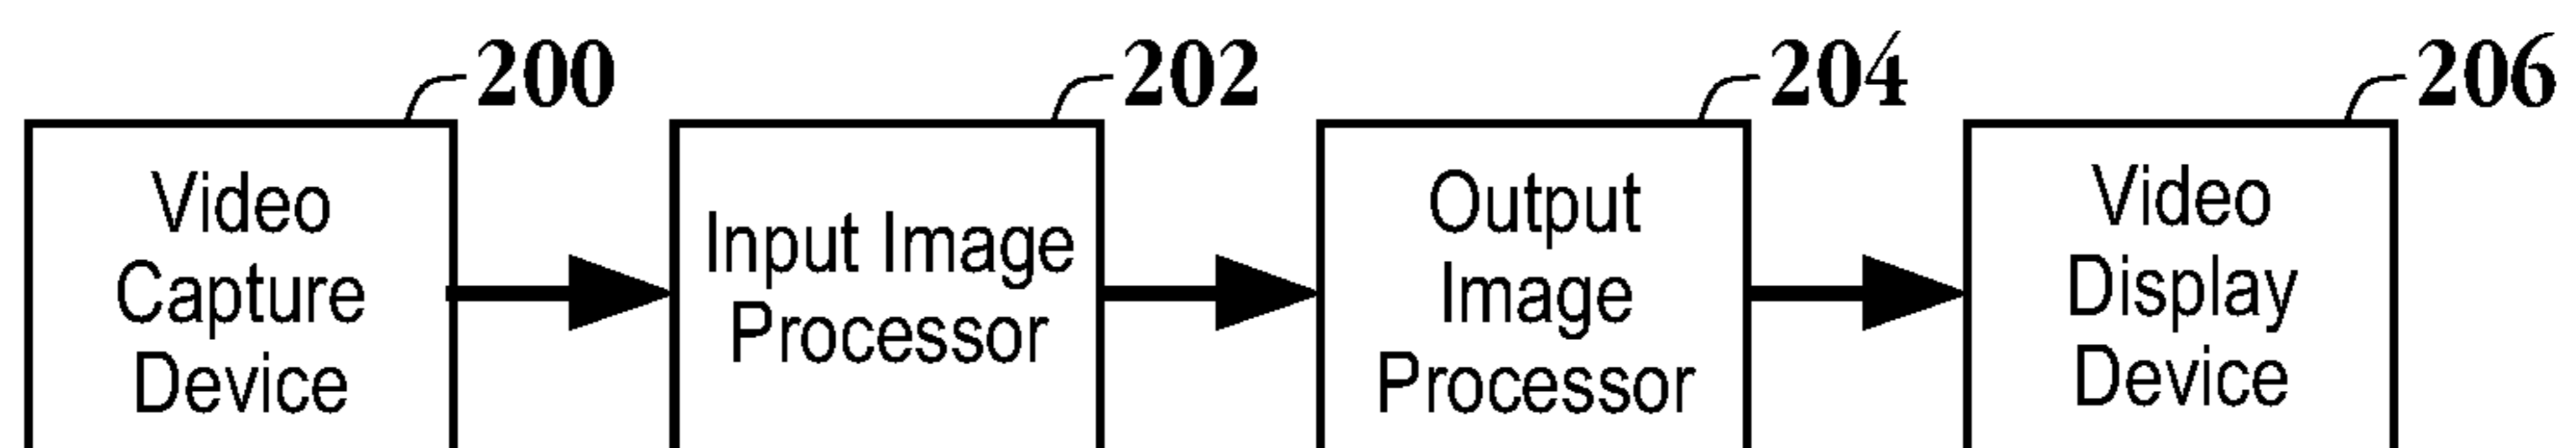 200
202
204
206
Video
Capture
Device
Input Image
Processor
Output
Image
Processor
Video
Display
Device